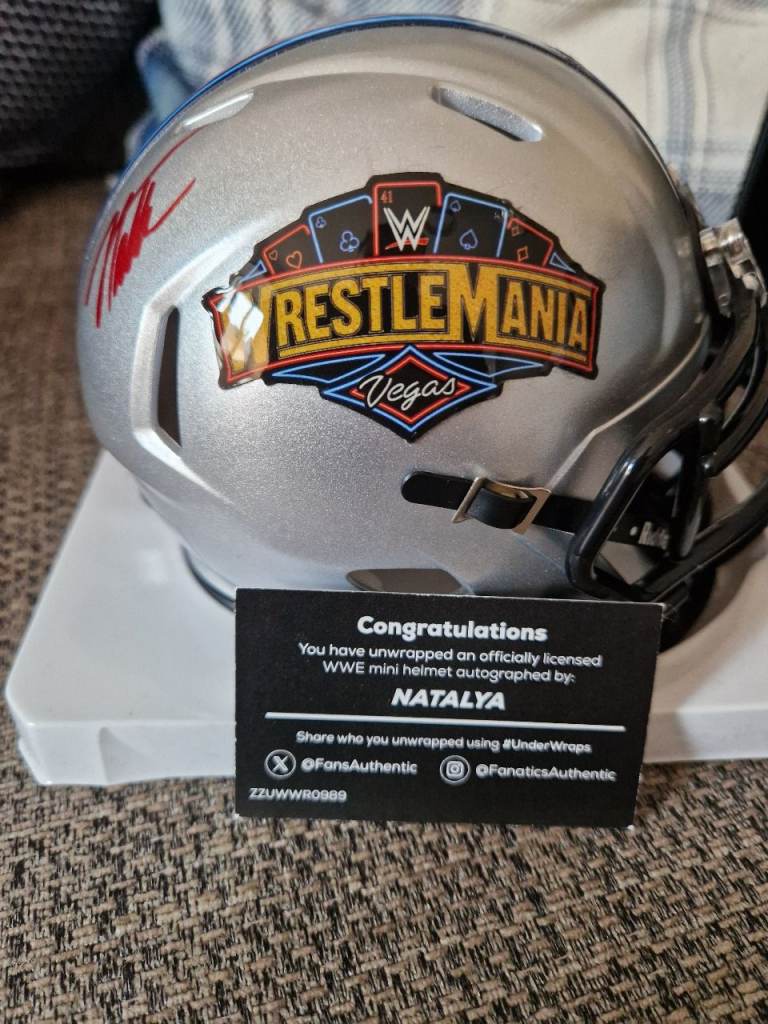 41
W
WRESTLEMANIA
Vegas
Congratulations
You have unwrapped an officially licensed
WWE mini helmet autographed by:
NATALYA
Share who you unwrapped using #UnderWraps
@FansAuthentic @FanaticsAuthentic
ZZUWWR0989